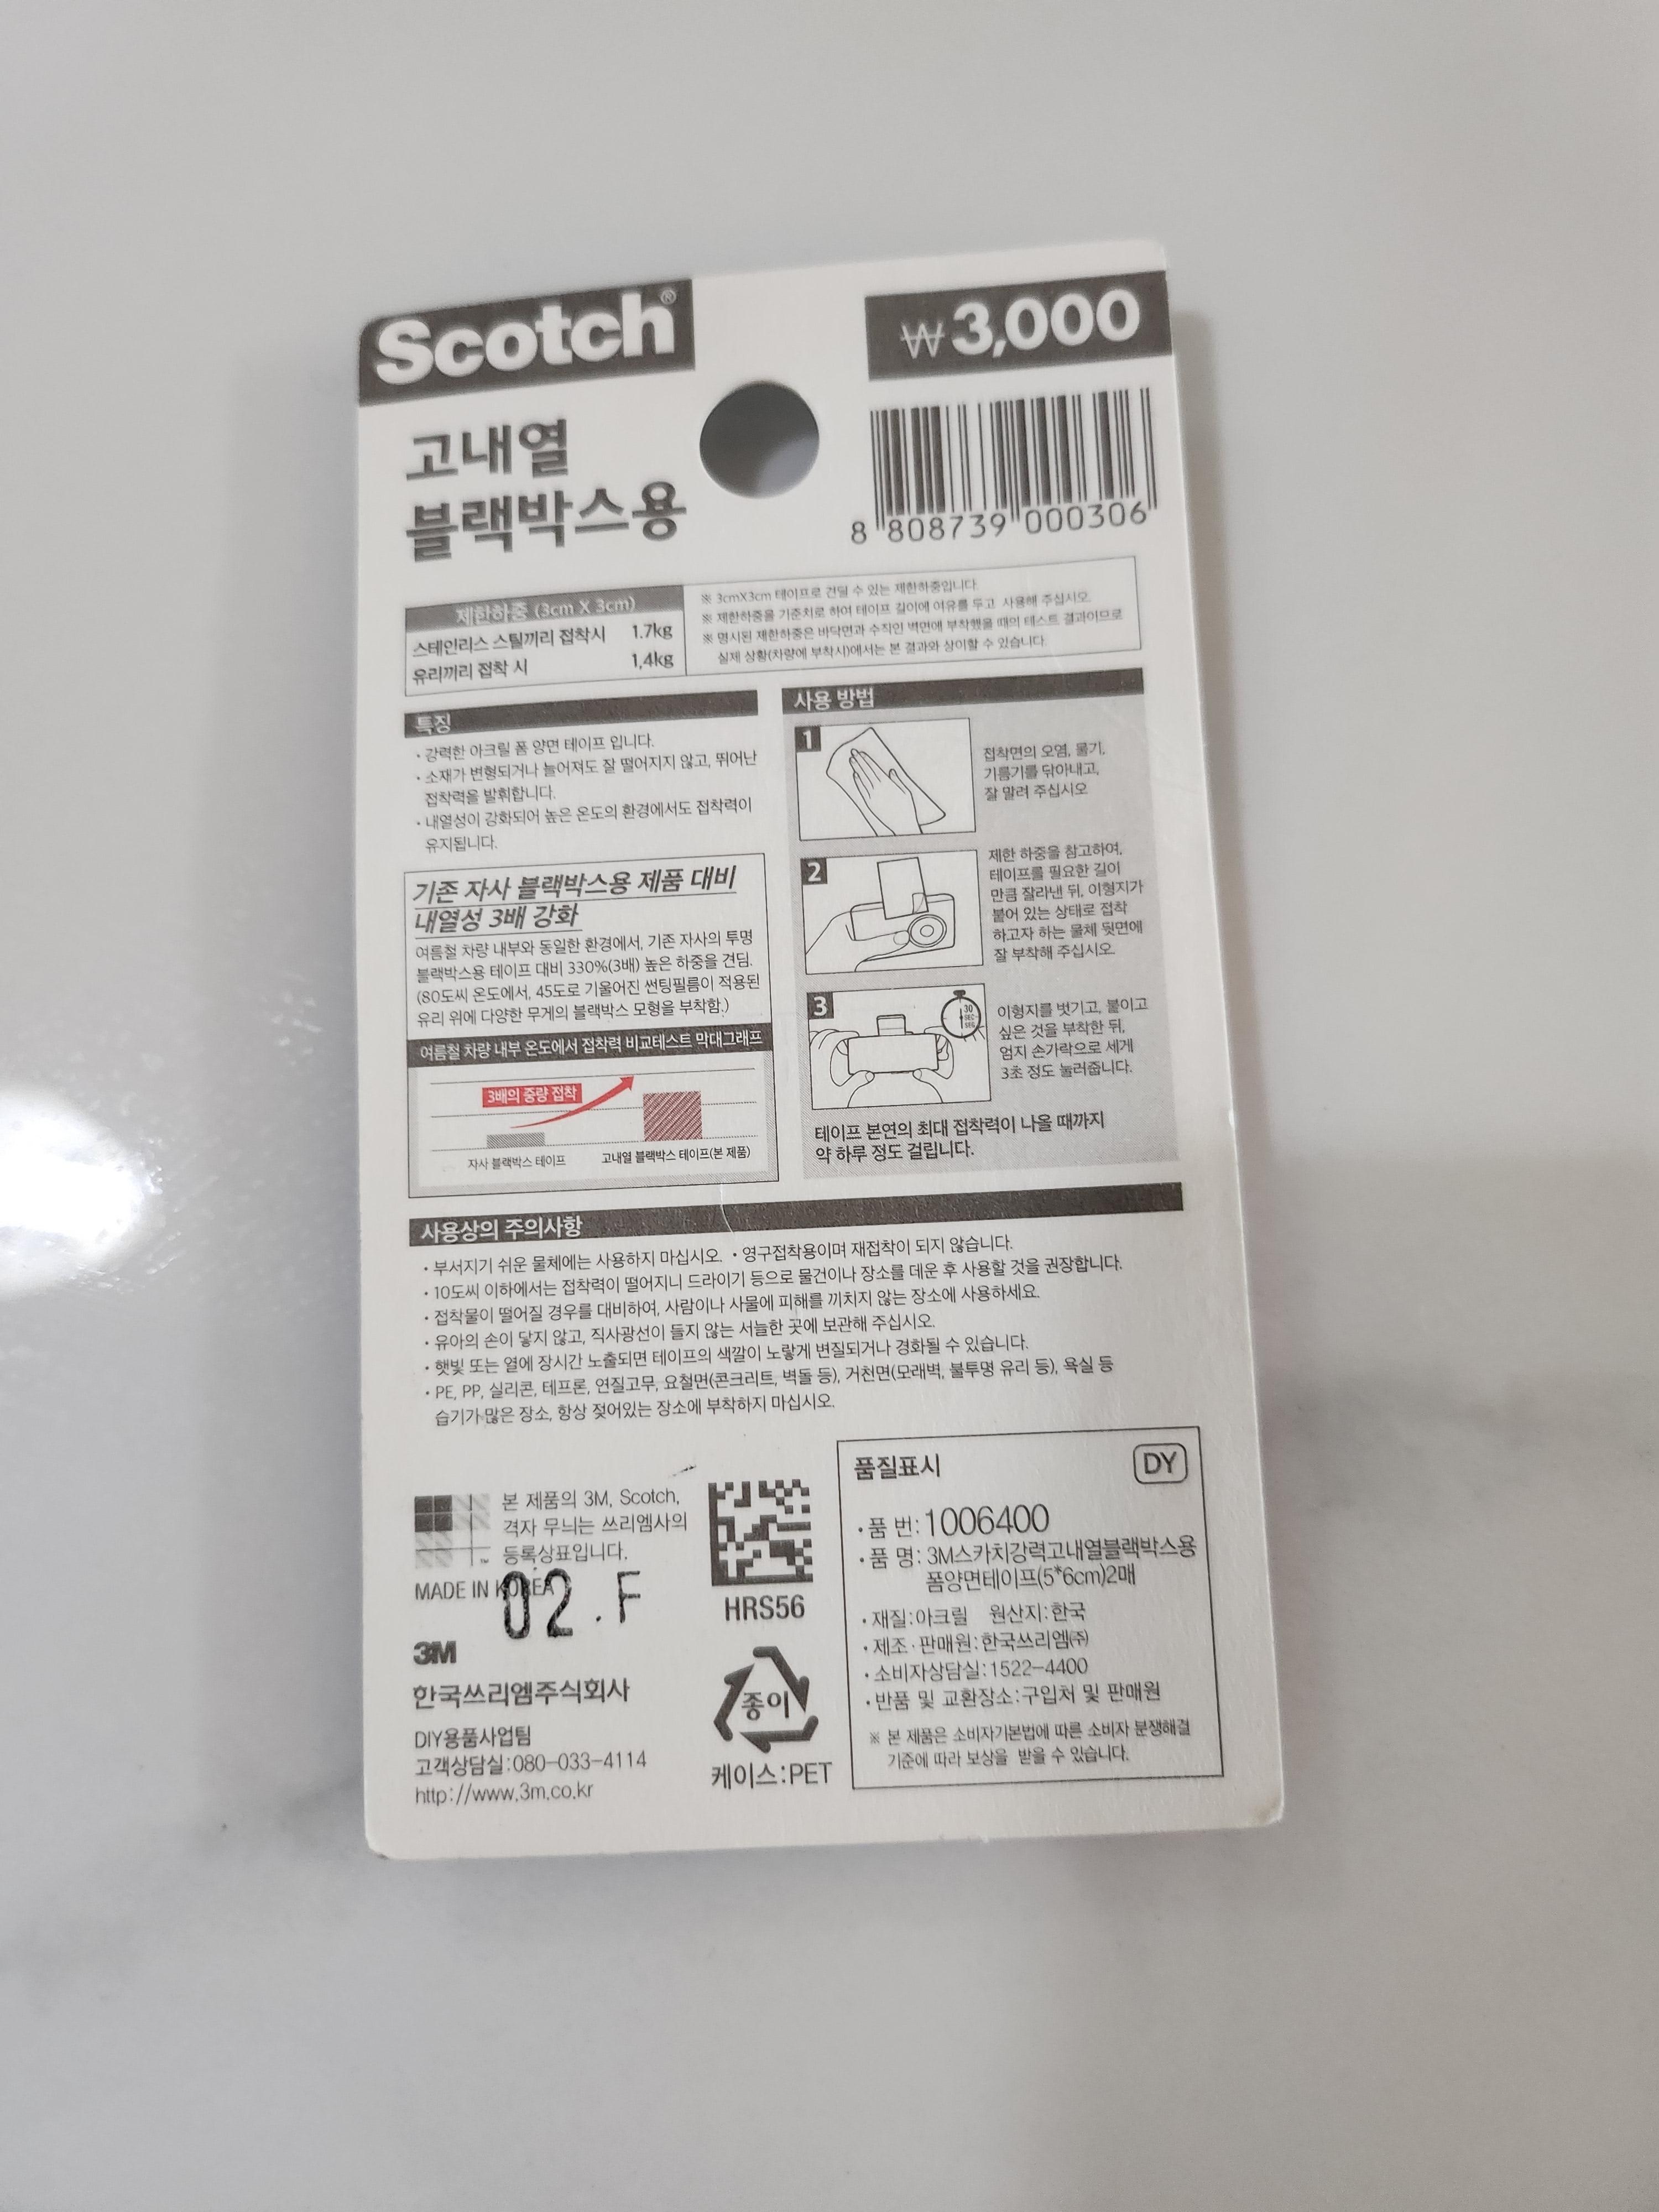 Scotch®
₩3,000
고내열
블랙박스용
8 808739 000306
제한하중 (3cm X 3cm)
스테인리스 스틸끼리 접착시 1.7kg
유리끼리 접착 시 1.4kg
※ 3cmX3cm 테이프로 견딜 수 있는 제한하중입니다.
※ 제한하중을 기준치로 하여 테이프 길이에 여유를 두고 사용해 주십시오.
※ 명시된 제한하중은 바닥면과 수직인 벽면에 부착했을 때의 테스트 결과이므로
실제 상황(차량에 부착시)에서는 본 결과와 상이할 수 있습니다.
특징
· 강력한 아크릴 폼 양면 테이프 입니다.
· 소재가 변형되거나 늘어져도 잘 떨어지지 않고, 뛰어난
접착력을 발휘합니다.
· 내열성이 강화되어 높은 온도의 환경에서도 접착력이
유지됩니다.
기존 자사 블랙박스용 제품 대비
내열성 3배 강화
여름철 차량 내부와 동일한 환경에서, 기존 자사의 투명
블랙박스용 테이프 대비 330%(3배) 높은 하중을 견딤.
(80도씨 온도에서, 45도로 기울어진 썬팅필름이 적용된
유리 위에 다양한 무게의 블랙박스 모형을 부착함.)
여름철 차량 내부 온도에서 접착력 비교테스트 막대그래프
3배의 중량 접착
자사 블랙박스 테이프
고내열 블랙박스 테이프(본 제품)
사용 방법
1
접착면의 오염, 물기,
기름기를 닦아내고,
잘 말려 주십시오
2
제한 하중을 참고하여,
테이프를 필요한 길이
만큼 잘라낸 뒤, 이형지가
붙어 있는 상태로 접착
하고자 하는 물체 뒷면에
잘 부착해 주십시오.
3
30
SEC
이형지를 벗기고, 붙이고
싶은 것을 부착한 뒤,
엄지 손가락으로 세게
3초 정도 눌러줍니다.
테이프 본연의 최대 접착력이 나올 때까지
약 하루 정도 걸립니다.
사용상의 주의사항
· 부서지기 쉬운 물체에는 사용하지 마십시오. · 영구접착용이며 재접착이 되지 않습니다.
· 10도씨 이하에서는 접착력이 떨어지니 드라이기 등으로 물건이나 장소를 데운 후 사용할 것을 권장합니다.
· 접착물이 떨어질 경우를 대비하여, 사람이나 사물에 피해를 끼치지 않는 장소에 사용하세요.
· 유아의 손이 닿지 않고, 직사광선이 들지 않는 서늘한 곳에 보관해 주십시오.
· 햇빛 또는 열에 장시간 노출되면 테이프의 색깔이 노랗게 변질되거나 경화될 수 있습니다.
· PE, PP, 실리콘, 테프론, 연질고무, 요철면(콘크리트, 벽돌 등), 거친면(모래벽, 불투명 유리 등), 욕실 등
습기가 많은 장소, 항상 젖어있는 장소에 부착하지 마십시오.
본 제품의 3M, Scotch,
격자 무늬는 쓰리엠사의
등록상표입니다.
™
MADE IN KOREA
02.F
3M
한국쓰리엠주식회사
DIY용품사업팀
고객상담실:080-033-4114
http://www.3m.co.kr
HRS56
종이
케이스:PET
품질표시
DY
· 품 번: 1006400
· 품 명: 3M스카치강력고내열블랙박스용
폼양면테이프(5*6cm)2매
· 재질:아크릴 원산지:한국
· 제조·판매원:한국쓰리엠㈜
· 소비자상담실:1522-4400
· 반품 및 교환장소:구입처 및 판매원
※ 본 제품은 소비자기본법에 따른 소비자 분쟁해결
기준에 따라 보상을 받을 수 있습니다.